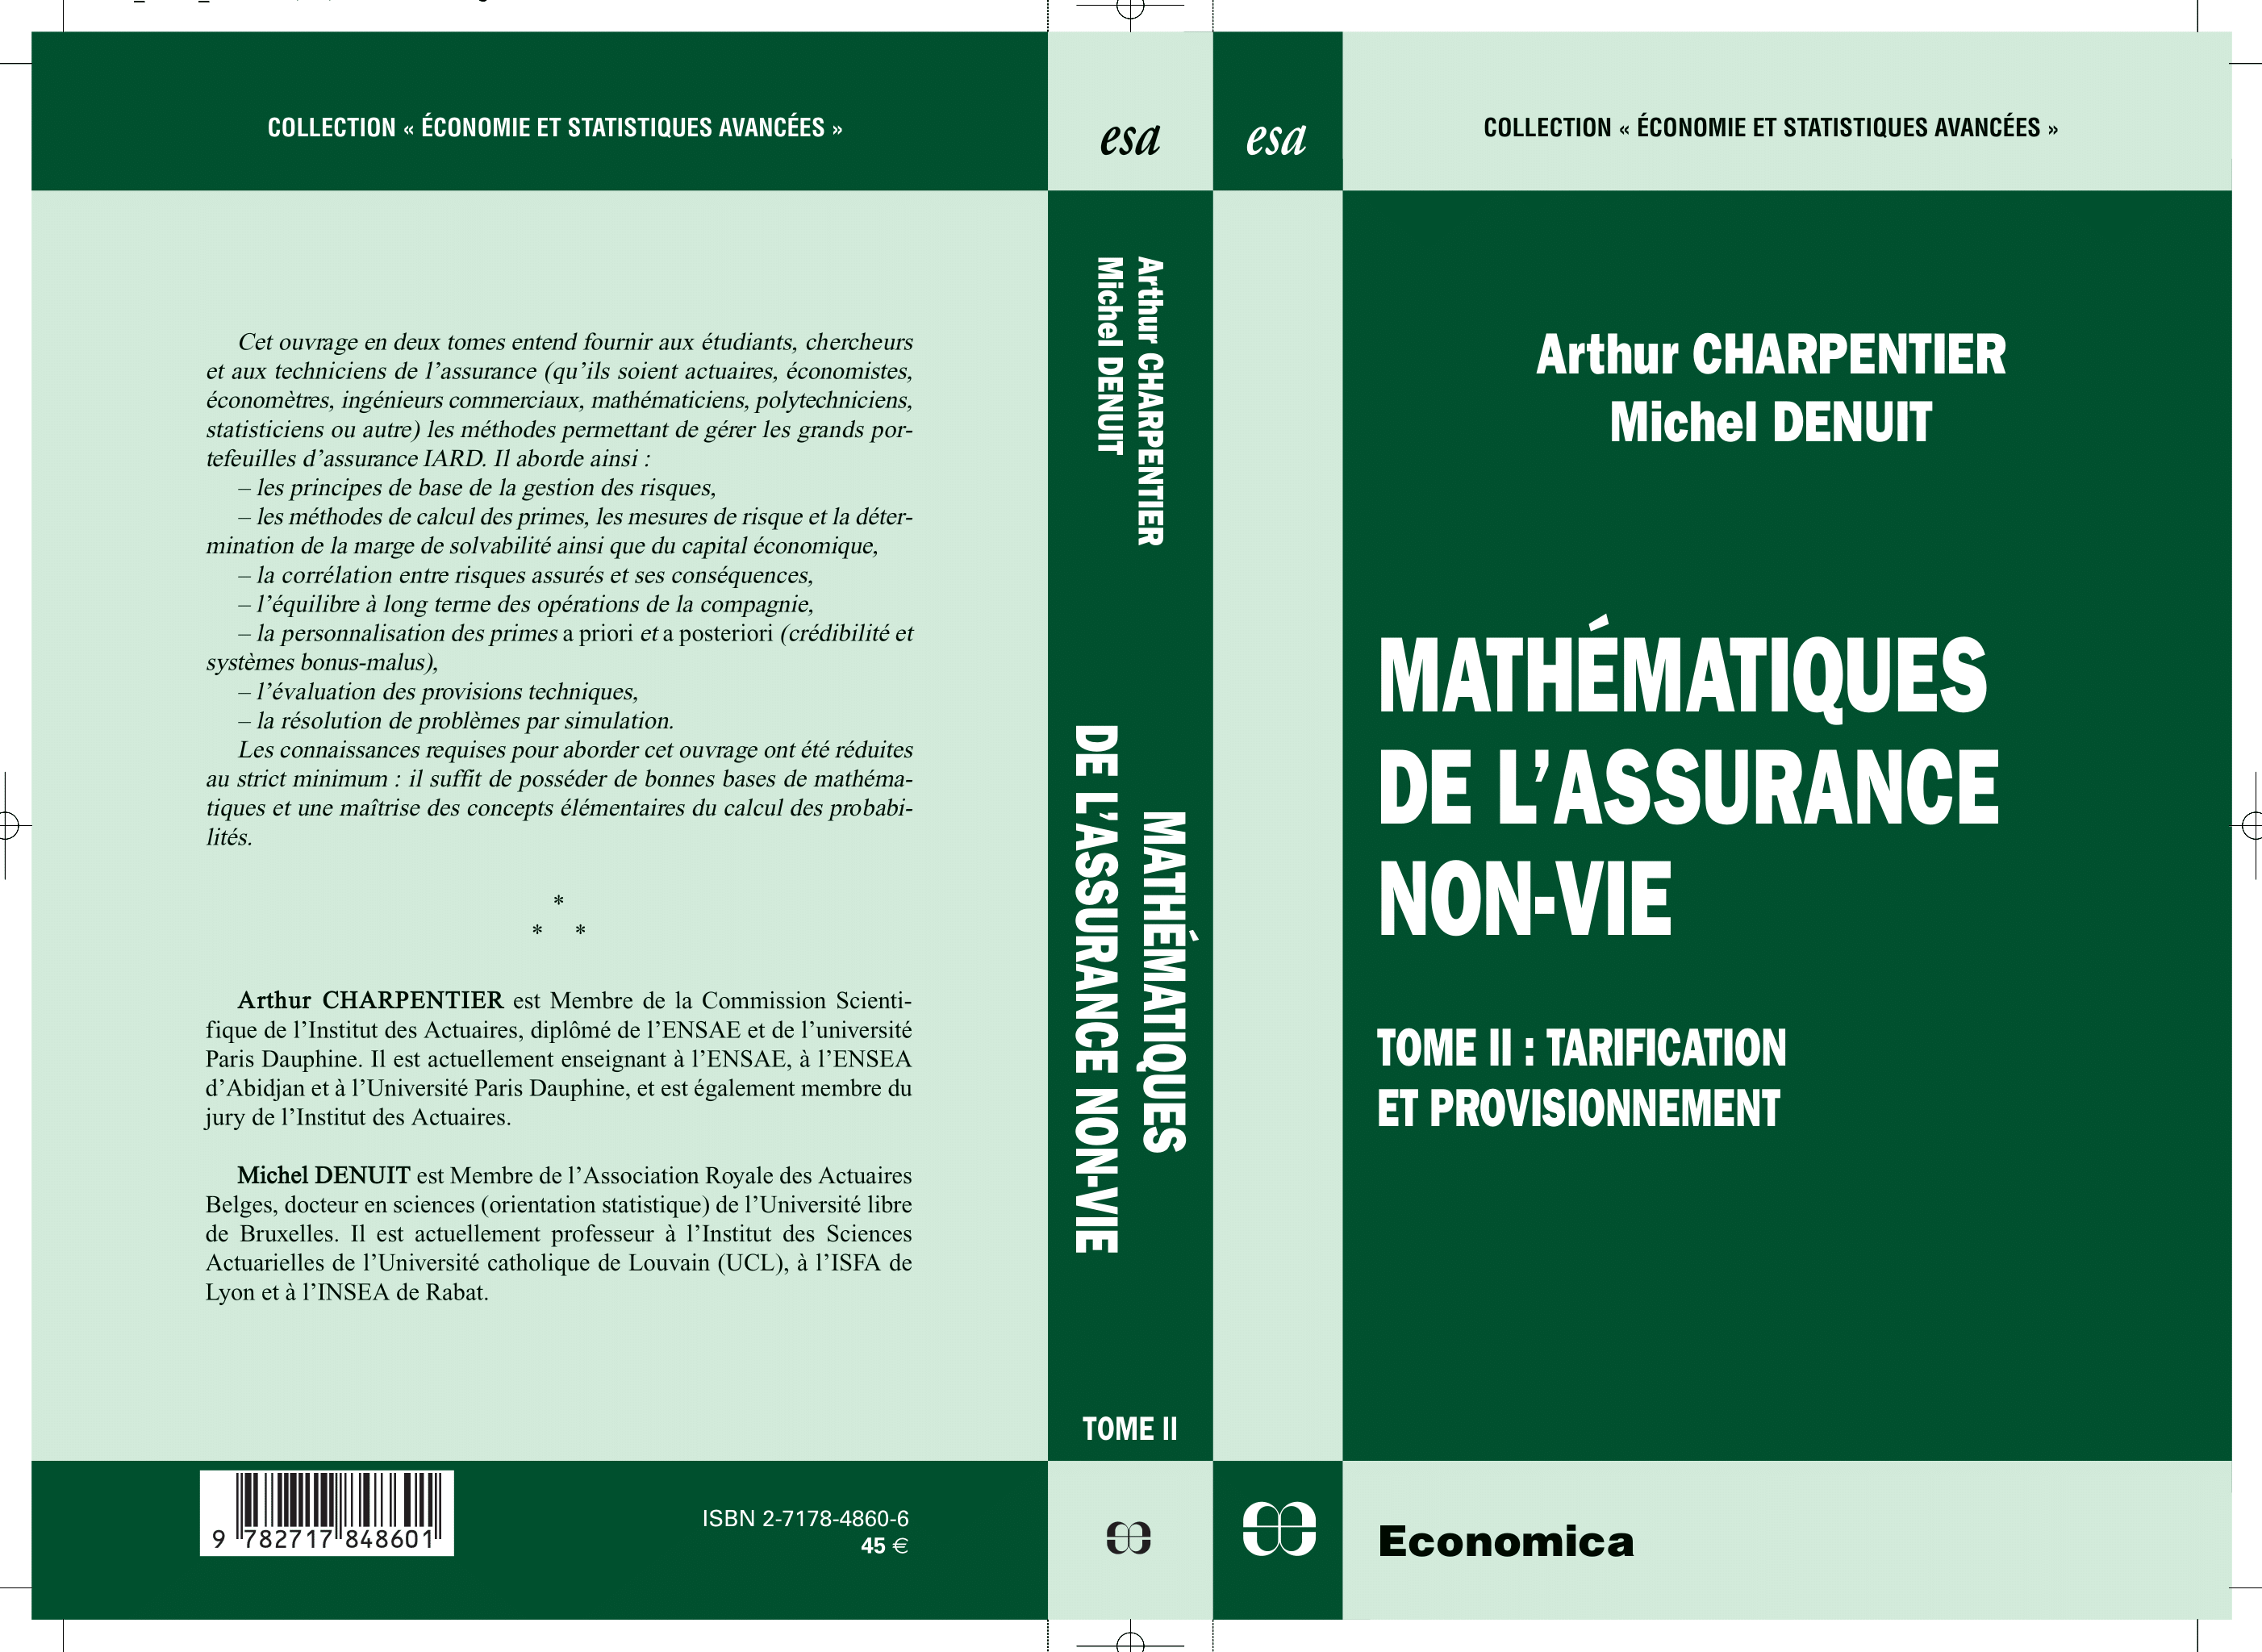 COLLECTION « ÉCONOMIE ET STATISTIQUES AVANCÉES »
Cet ouvrage en deux tomes entend fournir aux étudiants, chercheurs
et aux techniciens de l’assurance (qu’ils soient actuaires, économistes,
économètres, ingénieurs commerciaux, mathématiciens, polytechniciens,
statisticiens ou autre) les méthodes permettant de gérer les grands por-
tefeuilles d’assurance IARD. Il aborde ainsi :
– les principes de base de la gestion des risques,
– les méthodes de calcul des primes, les mesures de risque et la déter-
mination de la marge de solvabilité ainsi que du capital économique,
– la corrélation entre risques assurés et ses conséquences,
– l’équilibre à long terme des opérations de la compagnie,
– la personnalisation des primes a priori et a posteriori (crédibilité et
systèmes bonus-malus),
– l’évaluation des provisions techniques,
– la résolution de problèmes par simulation.
Les connaissances requises pour aborder cet ouvrage ont été réduites
au strict minimum : il suffit de posséder de bonnes bases de mathéma-
tiques et une maîtrise des concepts élémentaires du calcul des probabi-
lités.
*
* *
Arthur CHARPENTIER est Membre de la Commission Scienti-
fique de l’Institut des Actuaires, diplômé de l’ENSAE et de l’université
Paris Dauphine. Il est actuellement enseignant à l’ENSAE, à l’ENSEA
d’Abidjan et à l’Université Paris Dauphine, et est également membre du
jury de l’Institut des Actuaires.
Michel DENUIT est Membre de l’Association Royale des Actuaires
Belges, docteur en sciences (orientation statistique) de l’Université libre
de Bruxelles. Il est actuellement professeur à l’Institut des Sciences
Actuarielles de l’Université catholique de Louvain (UCL), à l’ISFA de
Lyon et à l’INSEA de Rabat.
9 782717 848601
ISBN 2-7178-4860-6
45 €
esa
Arthur CHARPENTIER
Michel DENUIT
MATHÉMATIQUES
DE L’ASSURANCE NON-VIE
TOME II
esa
COLLECTION « ÉCONOMIE ET STATISTIQUES AVANCÉES »
Arthur CHARPENTIER
Michel DENUIT
MATHÉMATIQUES
DE L’ASSURANCE
NON-VIE
TOME II : TARIFICATION
ET PROVISIONNEMENT
Economica